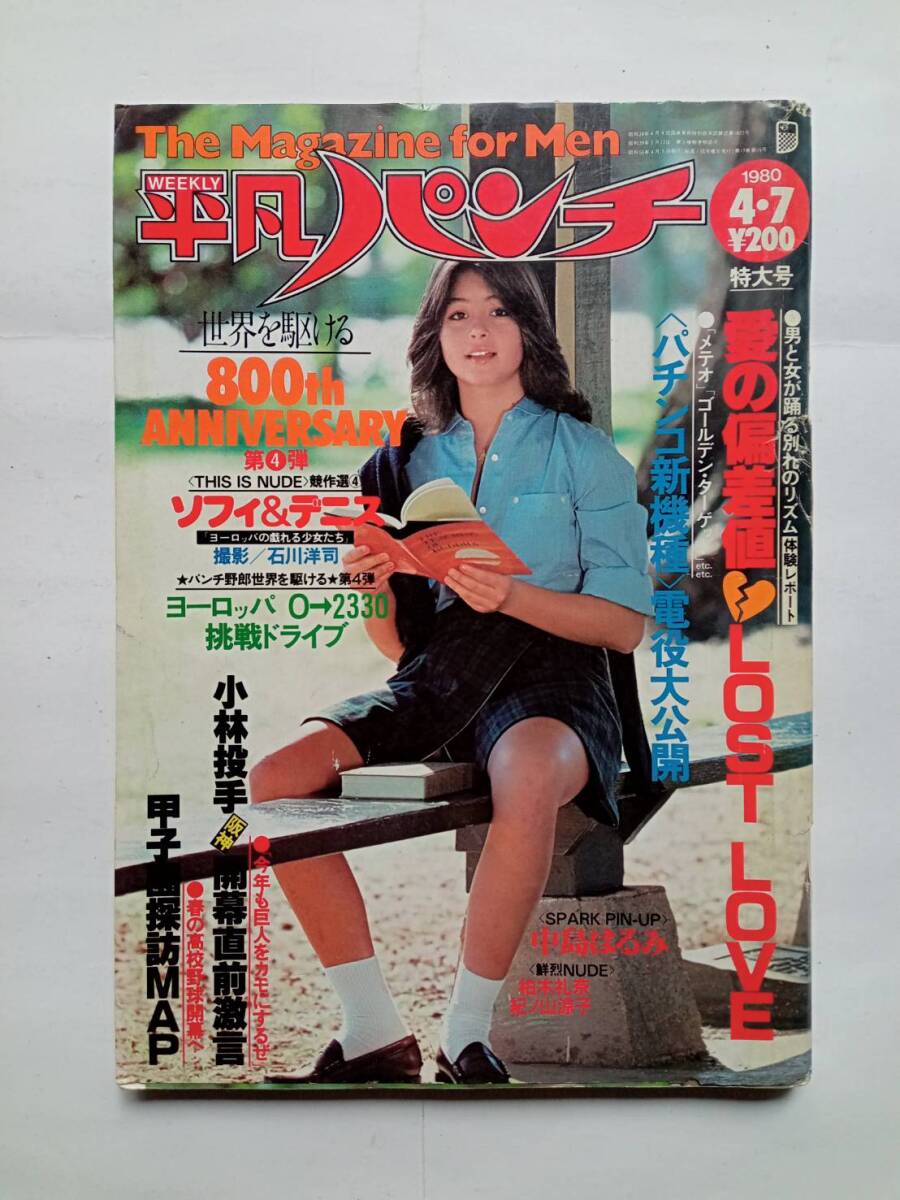 The Magazine for Men
WEEKLY
平凡パンチ
1980
4・7
¥200
特大号
世界を駆ける
800th
ANNIVERSARY
第4弾
〈THIS IS NUDE〉競作選④
ソフィ&デニス
「ヨーロッパの戯れる少女たち」
撮影／石川洋司
★パンチ野郎世界を駆ける★第4弾
ヨーロッパ 0→2330
挑戦ドライブ
●男と女が踊る別れのリズム 体験レポート
愛の偏差値
LOST LOVE
●「メテオ」「ゴールデン・ターゲ
etc.
etc.
〈パチンコ新機種〉電役大公開
●「今年も巨人をカモにするぜ」
小林投手 阪神 開幕直前激言
●春の高校野球開幕へ
甲子園探訪MAP
〈SPARK PIN-UP〉
中島はるみ
〈鮮烈NUDE〉
柏木礼奈
紀ノ山涼子